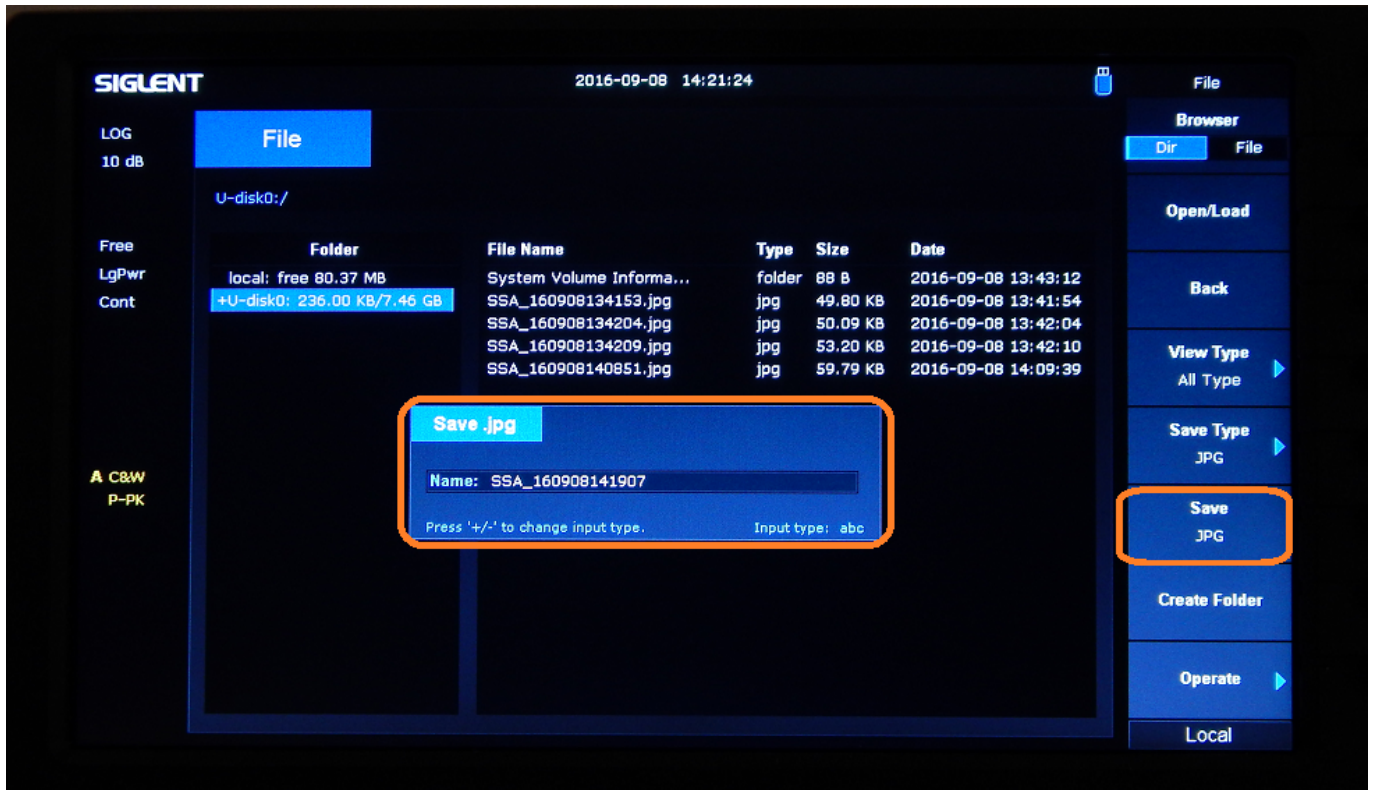 SIGLENT
2016-09-08 14:21:24
LOG
10 dB
Free
LgPwr
Cont
A C&W
P-PK
File
U-disk0:/
Folder
local: free 80.37 MB
+U-disk0: 236.00 KB/7.46 GB
File Name Type Size Date
System Volume Informa... folder 88 B 2016-09-08 13:43:12
SSA_160908134153.jpg jpg 49.80 KB 2016-09-08 13:41:54
SSA_160908134204.jpg jpg 50.09 KB 2016-09-08 13:42:04
SSA_160908134209.jpg jpg 53.20 KB 2016-09-08 13:42:10
SSA_160908140851.jpg jpg 59.79 KB 2016-09-08 14:09:39
Save .jpg
Name: SSA_160908141907
Press '+/-' to change input type. Input type: abc
File
Browser
Dir File
Open/Load
Back
View Type
All Type
Save Type
JPG
Save
JPG
Create Folder
Operate
Local